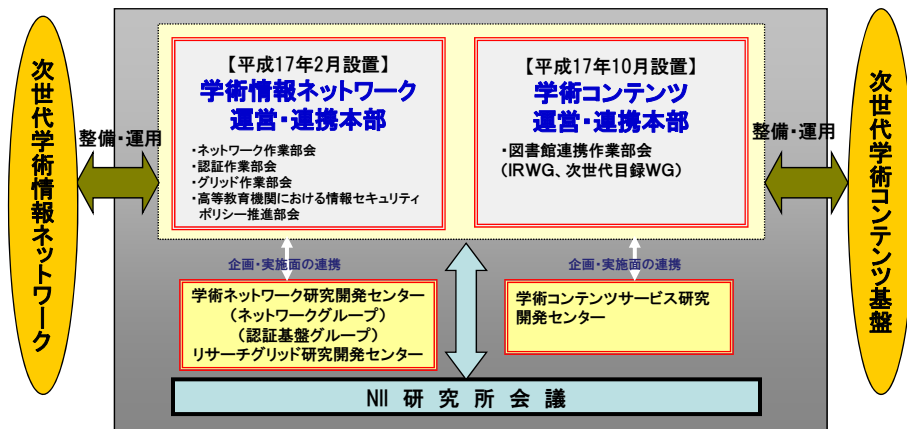 次世代学術情報ネットワーク
整備・運用
【平成17年2月設置】
学術情報ネットワーク
運営・連携本部
・ネットワーク作業部会
・認証作業部会
・グリッド作業部会
・高等教育機関における情報セキュリティ
ポリシー推進部会
【平成17年10月設置】
学術コンテンツ
運営・連携本部
・図書館連携作業部会
(IRWG、次世代目録WG)
整備・運用
次世代学術コンテンツ基盤
企画・実施面の連携
企画・実施面の連携
学術ネットワーク研究開発センター
(ネットワークグループ)
(認証基盤グループ)
リサーチグリッド研究開発センター
学術コンテンツサービス研究
開発センター
NII 研 究 所 会 議